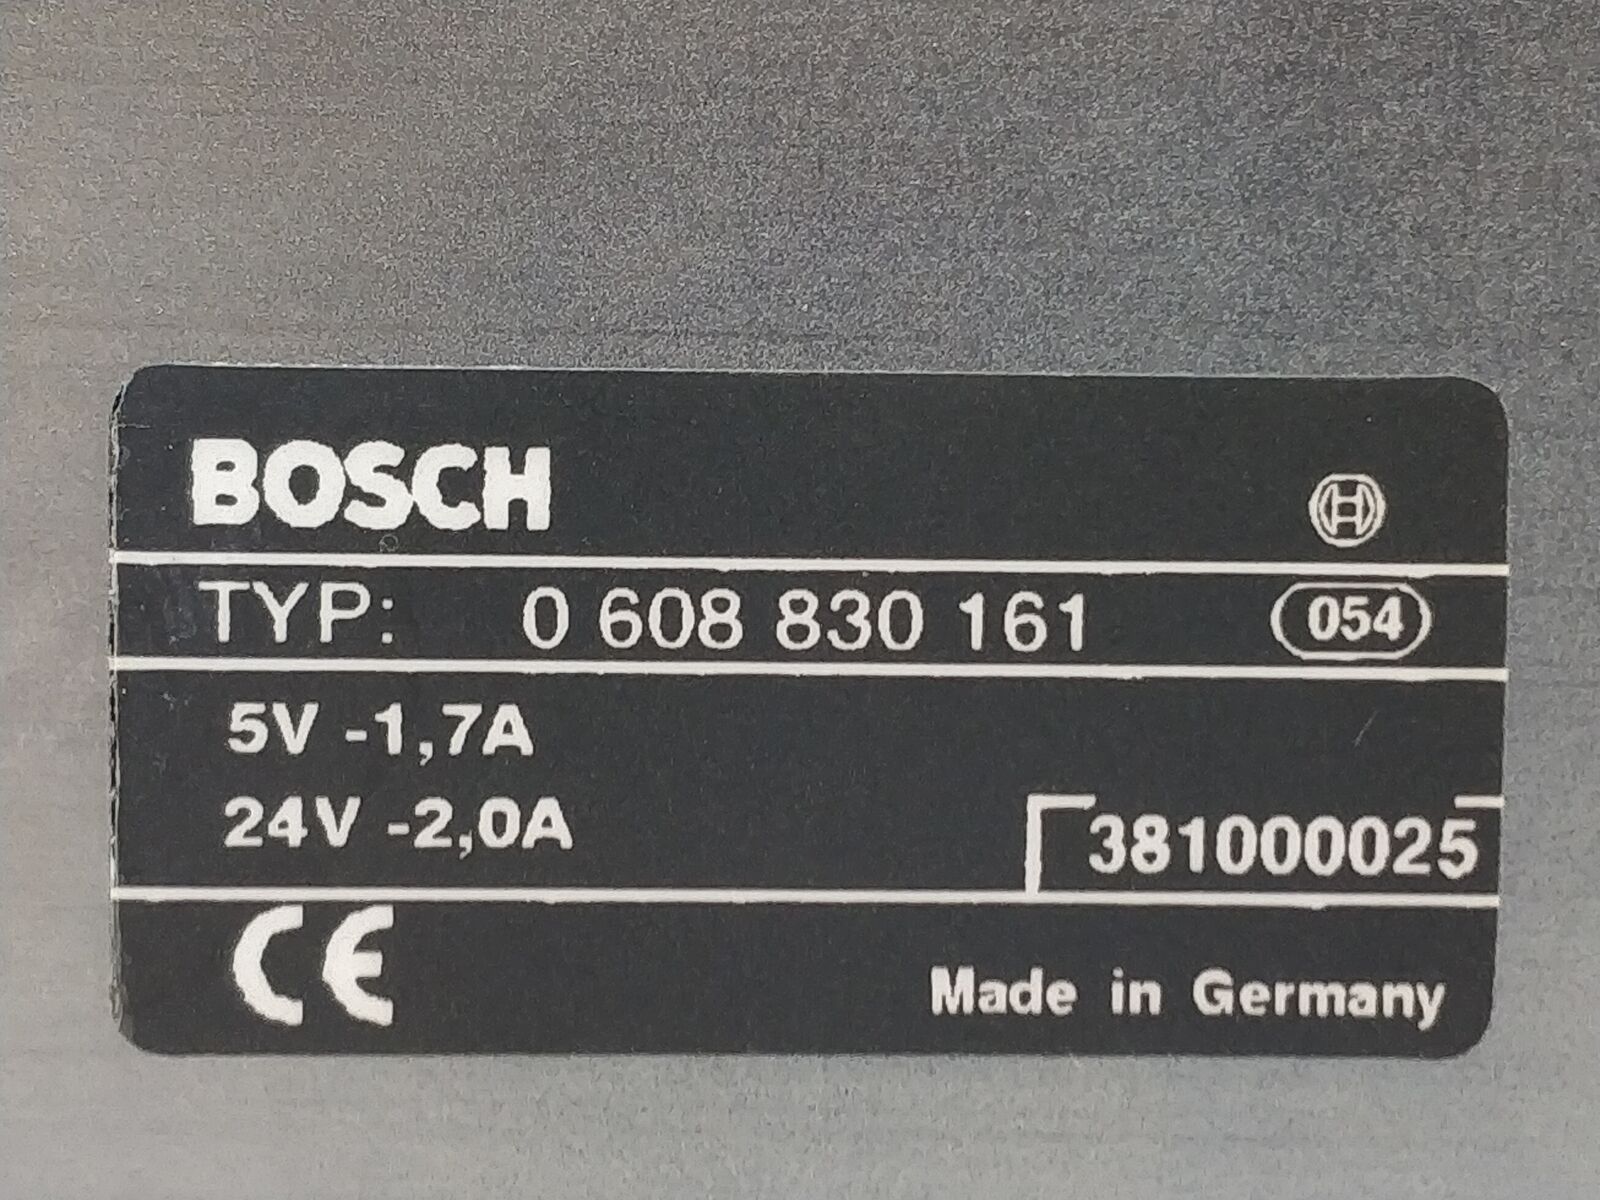 BOSCH
TYP: 0 608 830 161 054
5V -1,7A
24V -2,0A
381000025
CE
Made in Germany